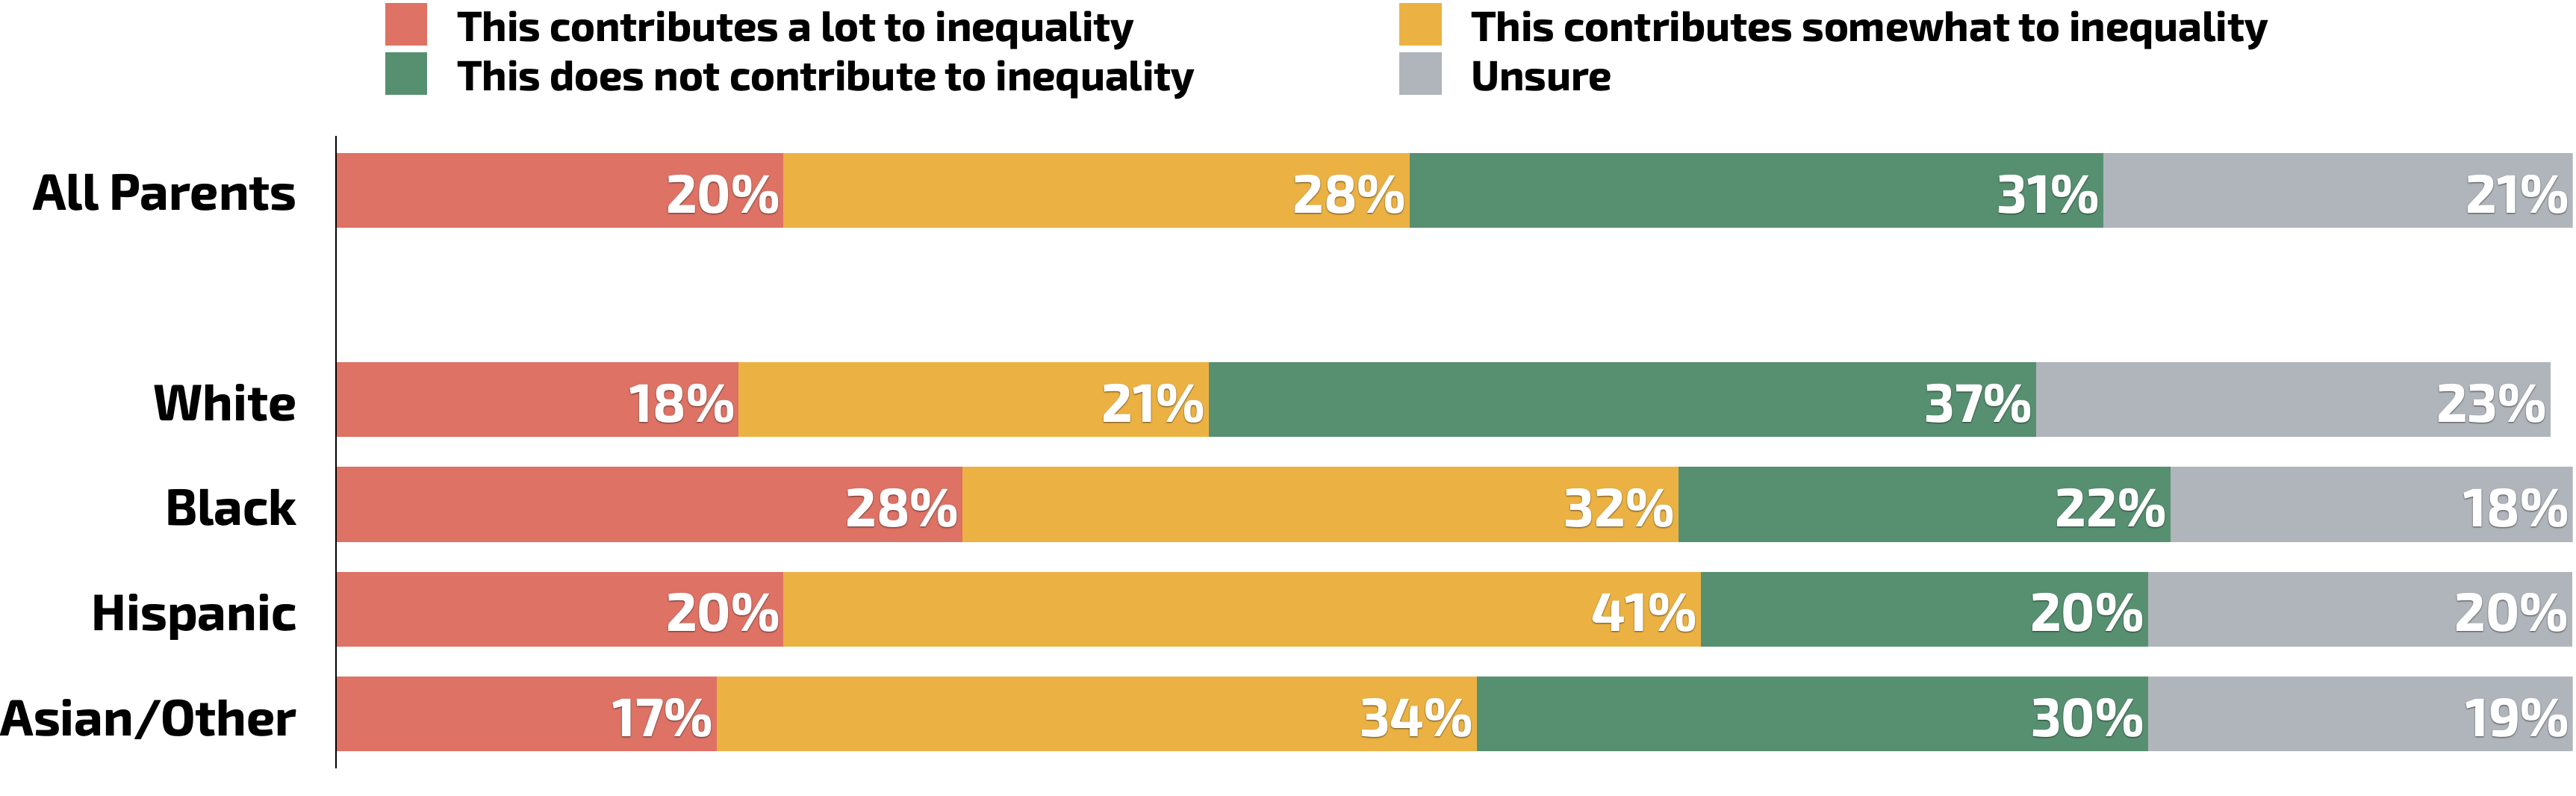 This contributes a lot to inequality
This contributes somewhat to inequality
This does not contribute to inequality
Unsure
All Parents 20% 28% 31% 21%
White 18% 21% 37% 23%
Black 28% 32% 22% 18%
Hispanic 20% 41% 20% 20%
Asian/Other 17% 34% 30% 19%